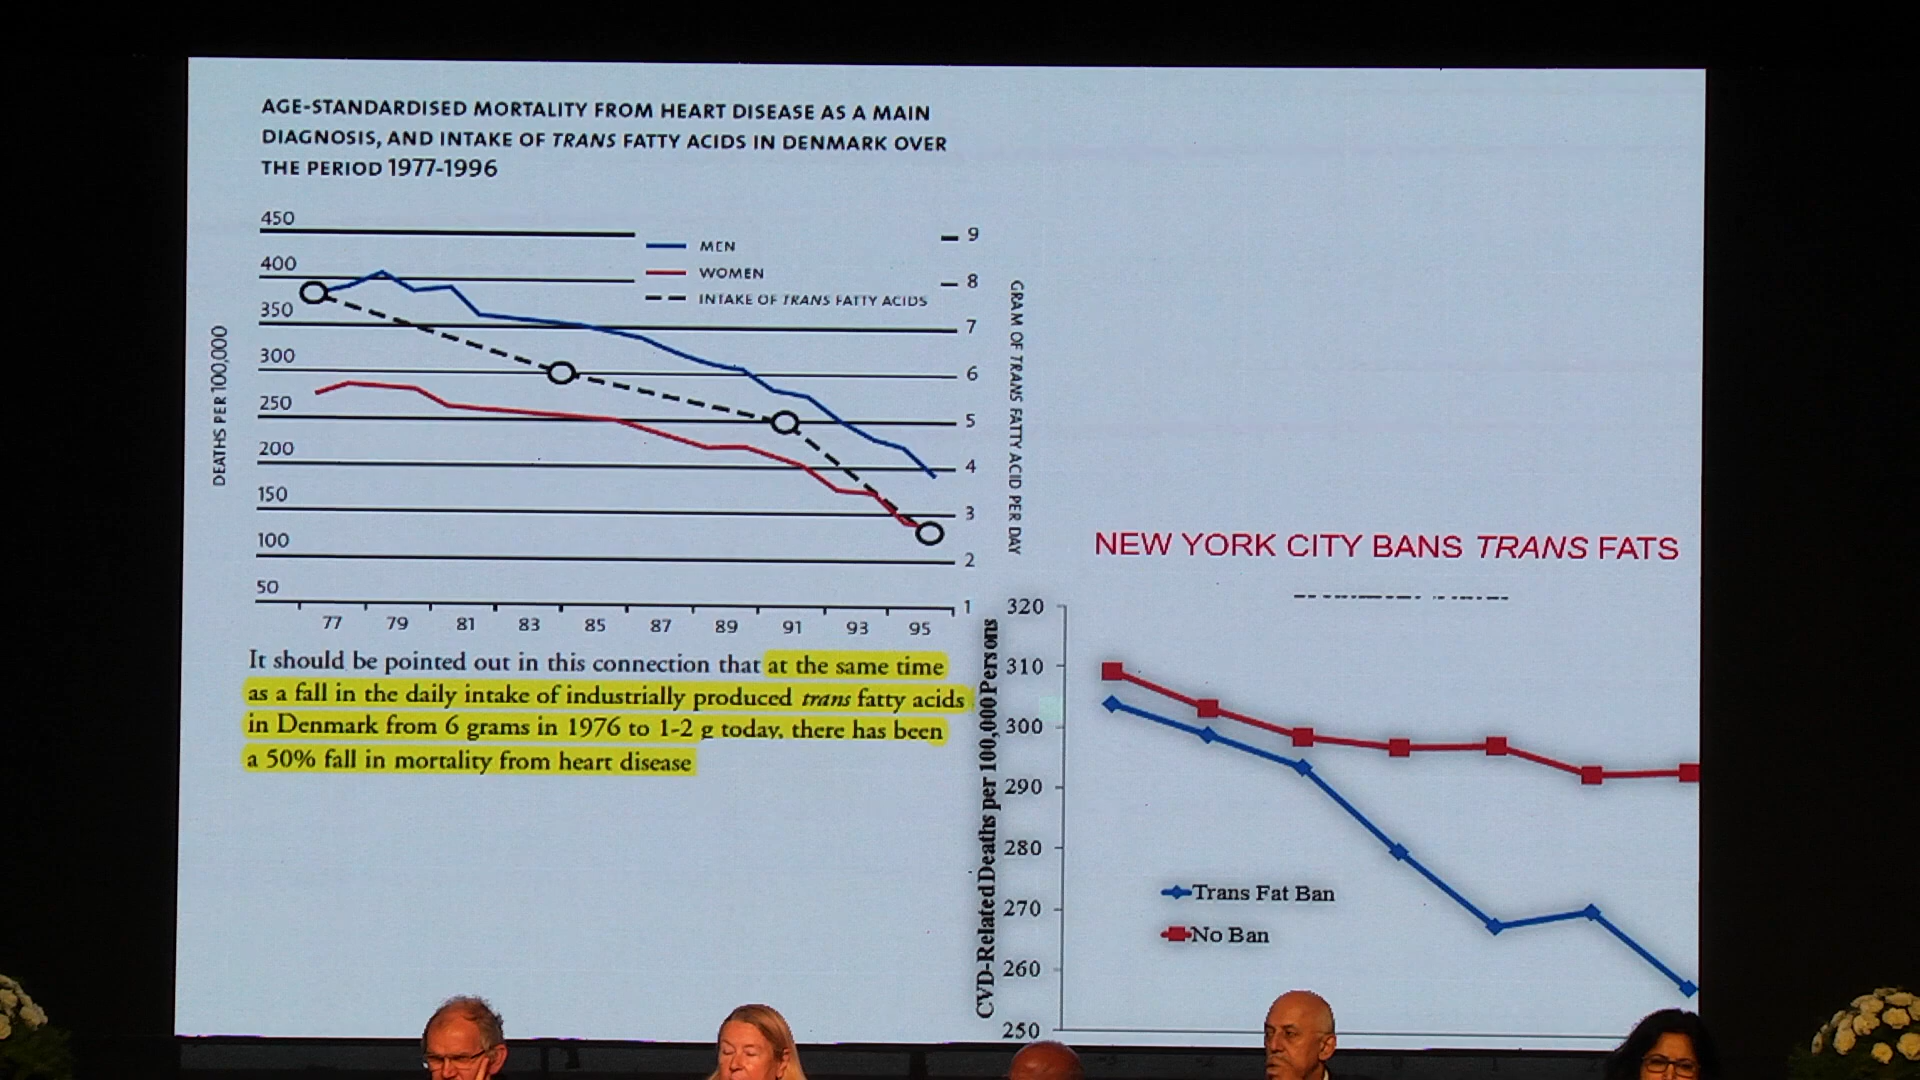 AGE-STANDARDISED MORTALITY FROM HEART DISEASE AS A MAIN
DIAGNOSIS, AND INTAKE OF TRANS FATTY ACIDS IN DENMARK OVER
THE PERIOD 1977-1996
450
400
350
300
250
200
150
100
50
DEATHS PER 100,000
MEN
WOMEN
INTAKE OF TRANS FATTY ACIDS
9
8
7
6
5
4
3
2
1
GRAM OF TRANS FATTY ACID PER DAY
77 79 81 83 85 87 89 91 93 95
It should be pointed out in this connection that at the same time
as a fall in the daily intake of industrially produced trans fatty acids
in Denmark from 6 grams in 1976 to 1-2 g today, there has been
a 50% fall in mortality from heart disease
NEW YORK CITY BANS TRANS FATS
320
310
300
290
280
270
260
250
CVD-Related Deaths per 100,000 Persons
Trans Fat Ban
No Ban